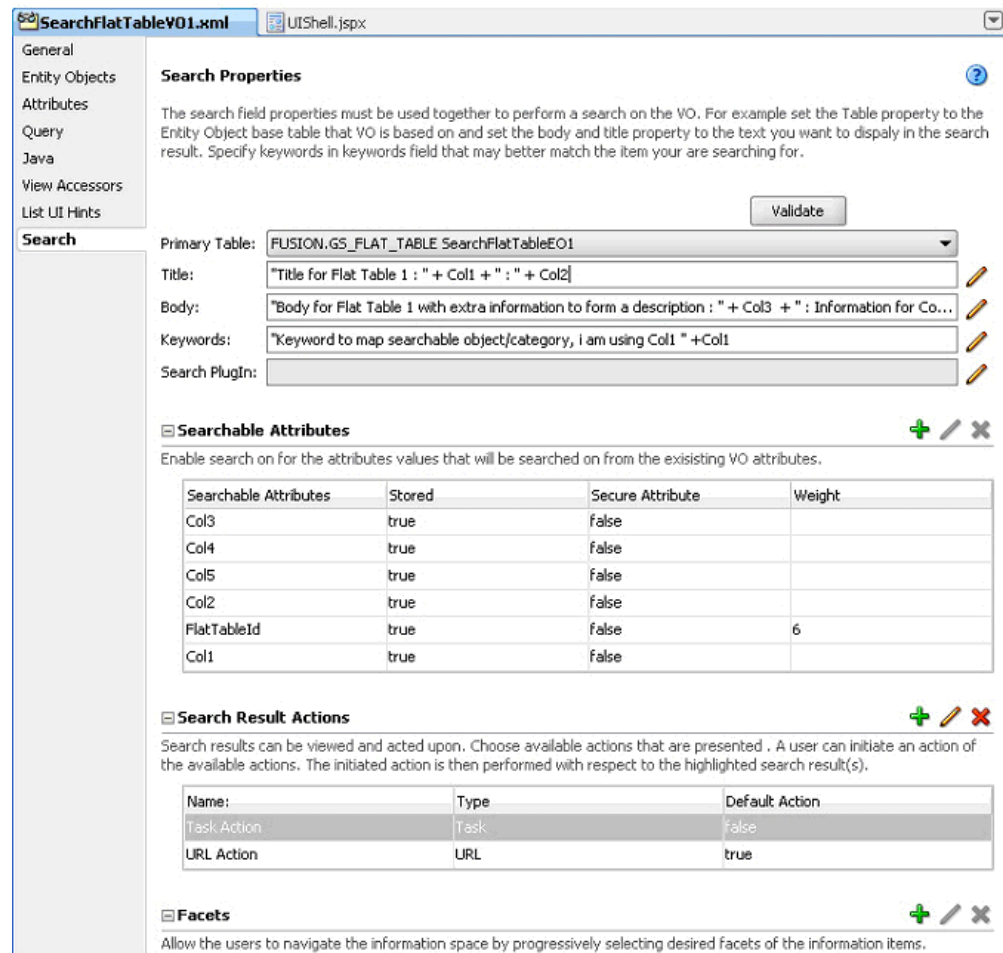 SearchFlatTableVO1.xml
UIShell.jspx
General
Entity Objects
Attributes
Query
Java
View Accessors
List UI Hints
Search
Search Properties
The search field properties must be used together to perform a search on the VO. For example set the Table property to the
Entity Object base table that VO is based on and set the body and title property to the text you want to dispaly in the search
result. Specify keywords in keywords field that may better match the item your are searching for.
Validate
Primary Table: FUSION.GS_FLAT_TABLE SearchFlatTableEO1
Title: "Title for Flat Table 1 : " + Col1 + " : " + Col2
Body: "Body for Flat Table 1 with extra information to form a description : " + Col3 + " : Information for Co...
Keywords: "Keyword to map searchable object/category, i am using Col1 " +Col1
Search PlugIn:
Searchable Attributes
Enable search on for the attributes values that will be searched on from the exisisting VO attributes.
Searchable Attributes Stored Secure Attribute Weight
Col3 true false
Col4 true false
Col5 true false
Col2 true false
FlatTableId true false 6
Col1 true false
Search Result Actions
Search results can be viewed and acted upon. Choose available actions that are presented . A user can initiate an action of
the available actions. The initiated action is then performed with respect to the highlighted search result(s).
Name: Type Default Action
Task Action Task false
URL Action URL true
Facets
Allow the users to navigate the information space by progressively selecting desired facets of the information items.